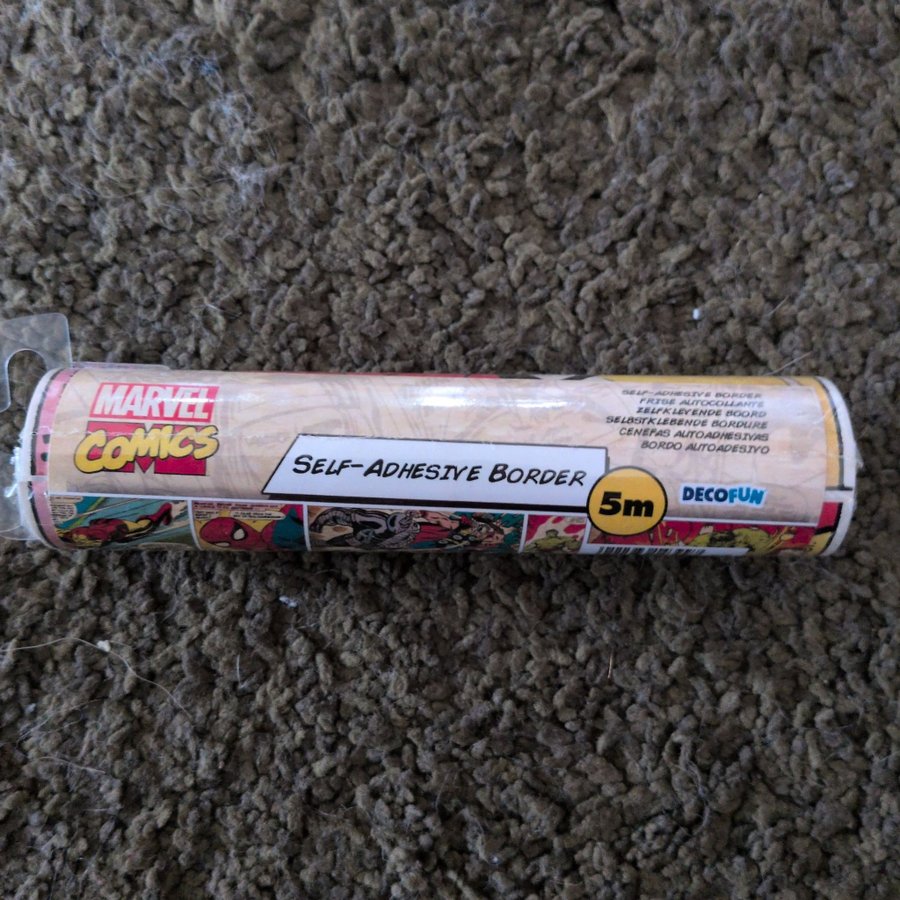 MARVEL
COMICS
SELF-ADHESIVE BORDER
5m
DECOFUN
SELF-ADHESIVE BORDER
FRISE AUTOCOLLANTE
ZELFKLEVENDE BOORD
SELBSTKLEBENDE BORDURE
CENEFAS AUTOADHESIVAS
BORDO AUTOADESIVO